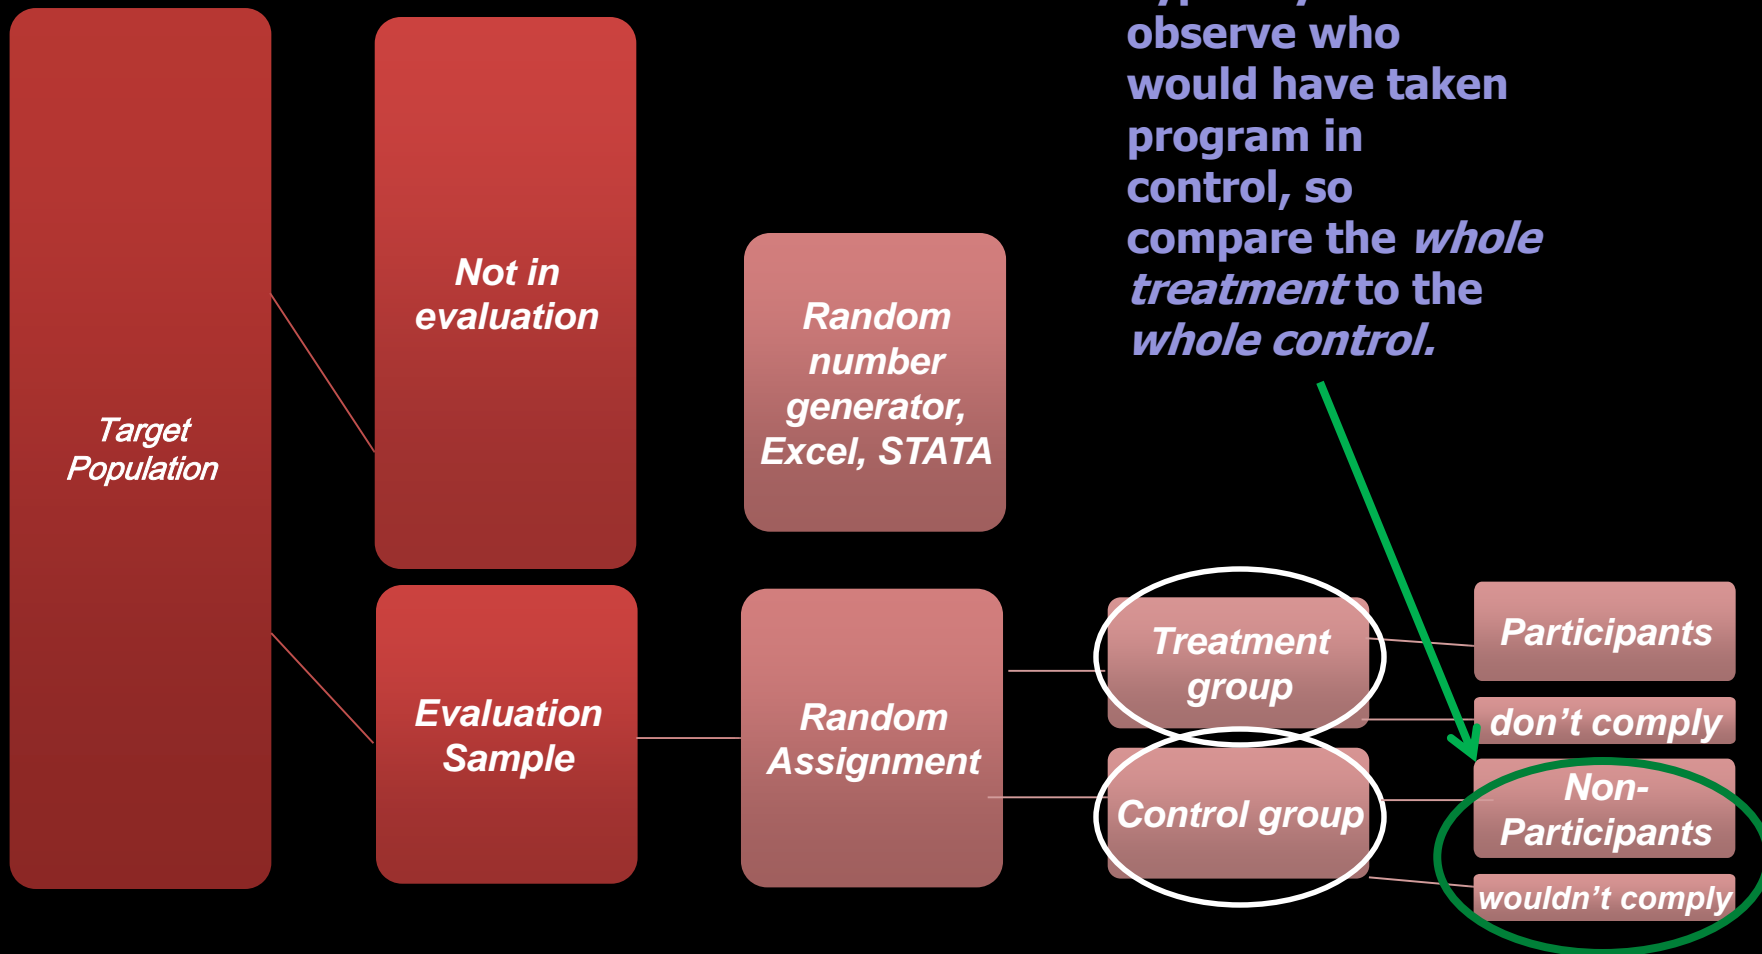 observe who
would have taken
program in
control, so
compare the whole
treatment to the
whole control.
Target
Population
Not in
evaluation
Random
number
generator,
Excel, STATA
Evaluation
Sample
Random
Assignment
Treatment
group
Control group
Participants
don’t comply
Non-
Participants
wouldn’t comply